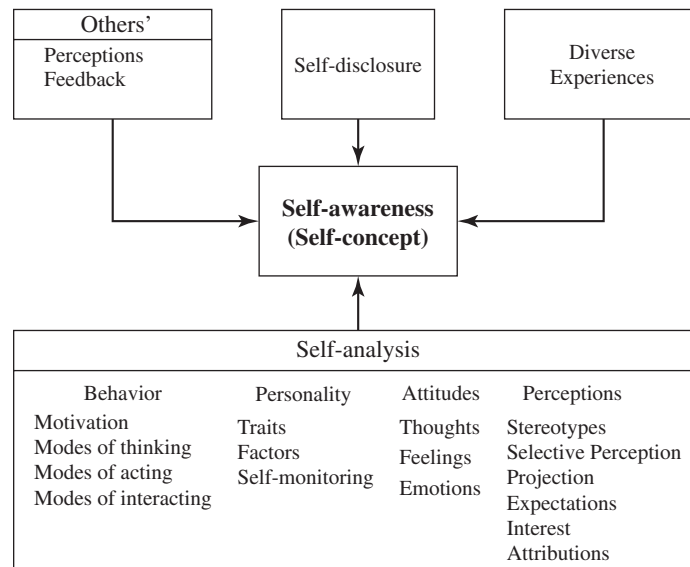 Others'
Perceptions
Feedback
Self-disclosure
Diverse
Experiences
Self-awareness
(Self-concept)
Self-analysis
Behavior
Motivation
Modes of thinking
Modes of acting
Modes of interacting
Personality
Traits
Factors
Self-monitoring
Attitudes
Thoughts
Feelings
Emotions
Perceptions
Stereotypes
Selective Perception
Projection
Expectations
Interest
Attributions